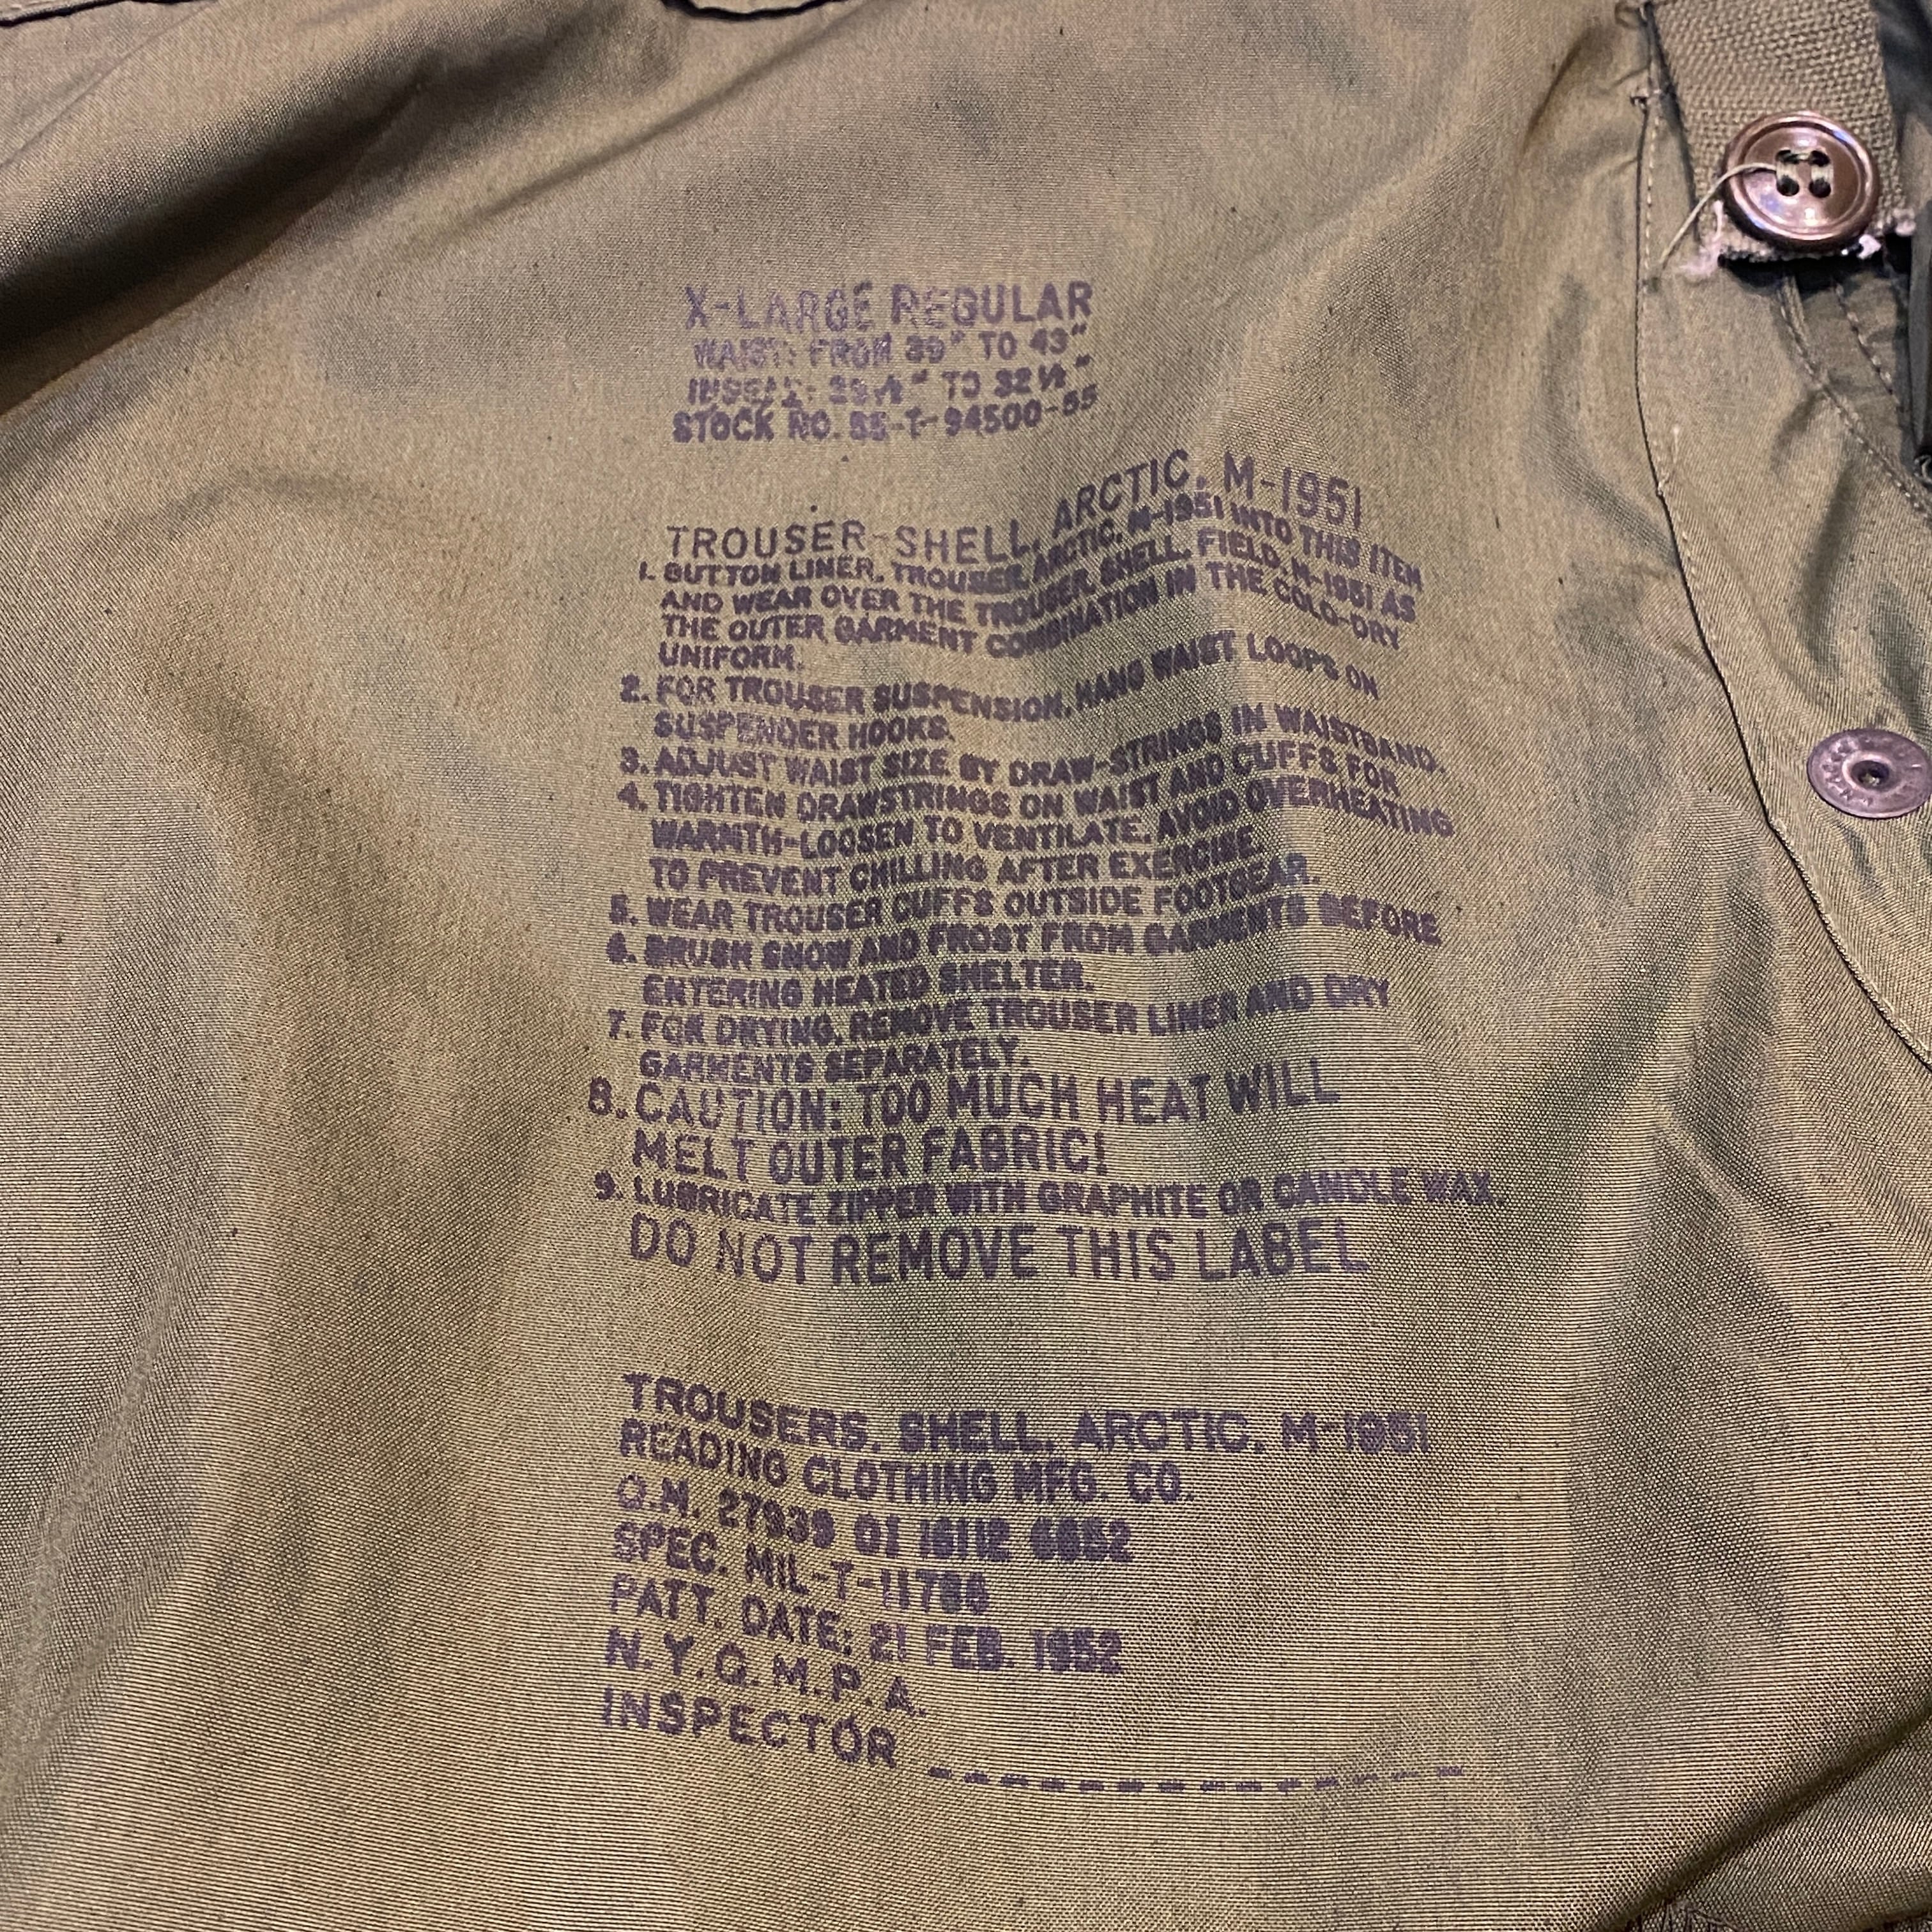 X-LARGE REGULAR
WAIST: FROM 39" TO 43"
INSEAM: 29½" TO 32½"
STOCK NO. 55-T-94500-55
TROUSER-SHELL, ARCTIC, M-1951
1. BUTTON LINER, TROUSER, ARCTIC, M-1951 INTO THIS ITEM
AND WEAR OVER THE TROUSER, SHELL, FIELD, M-1951 AS
THE OUTER GARMENT COMBINATION IN THE COLD-DRY
UNIFORM.
2. FOR TROUSER SUSPENSION, HANG WAIST LOOPS ON
SUSPENDER HOOKS.
3. ADJUST WAIST SIZE BY DRAW-STRINGS IN WAISTBAND.
4. TIGHTEN DRAWSTRINGS ON WAIST AND CUFFS FOR
WARMTH-LOOSEN TO VENTILATE. AVOID OVERHEATING
TO PREVENT CHILLING AFTER EXERCISE.
5. WEAR TROUSER CUFFS OUTSIDE FOOTGEAR.
6. BRUSH SNOW AND FROST FROM GARMENTS BEFORE
ENTERING HEATED SHELTER.
7. FOR DRYING, REMOVE TROUSER LINER AND DRY
GARMENTS SEPARATELY.
8. CAUTION: TOO MUCH HEAT WILL
MELT OUTER FABRIC!
9. LUBRICATE ZIPPER WITH GRAPHITE OR CANDLE WAX.
DO NOT REMOVE THIS LABEL
TROUSERS, SHELL, ARCTIC, M-1951
READING CLOTHING MFG. CO.
Q.M. 27939 OI 16112
SPEC. MIL-T-11786
PATT. DATE: 21 FEB. 1952
N.Y.Q.M.P.A.
INSPECTOR _ _ _ _ _ _ _ _ _ _ _ _ _ _ _